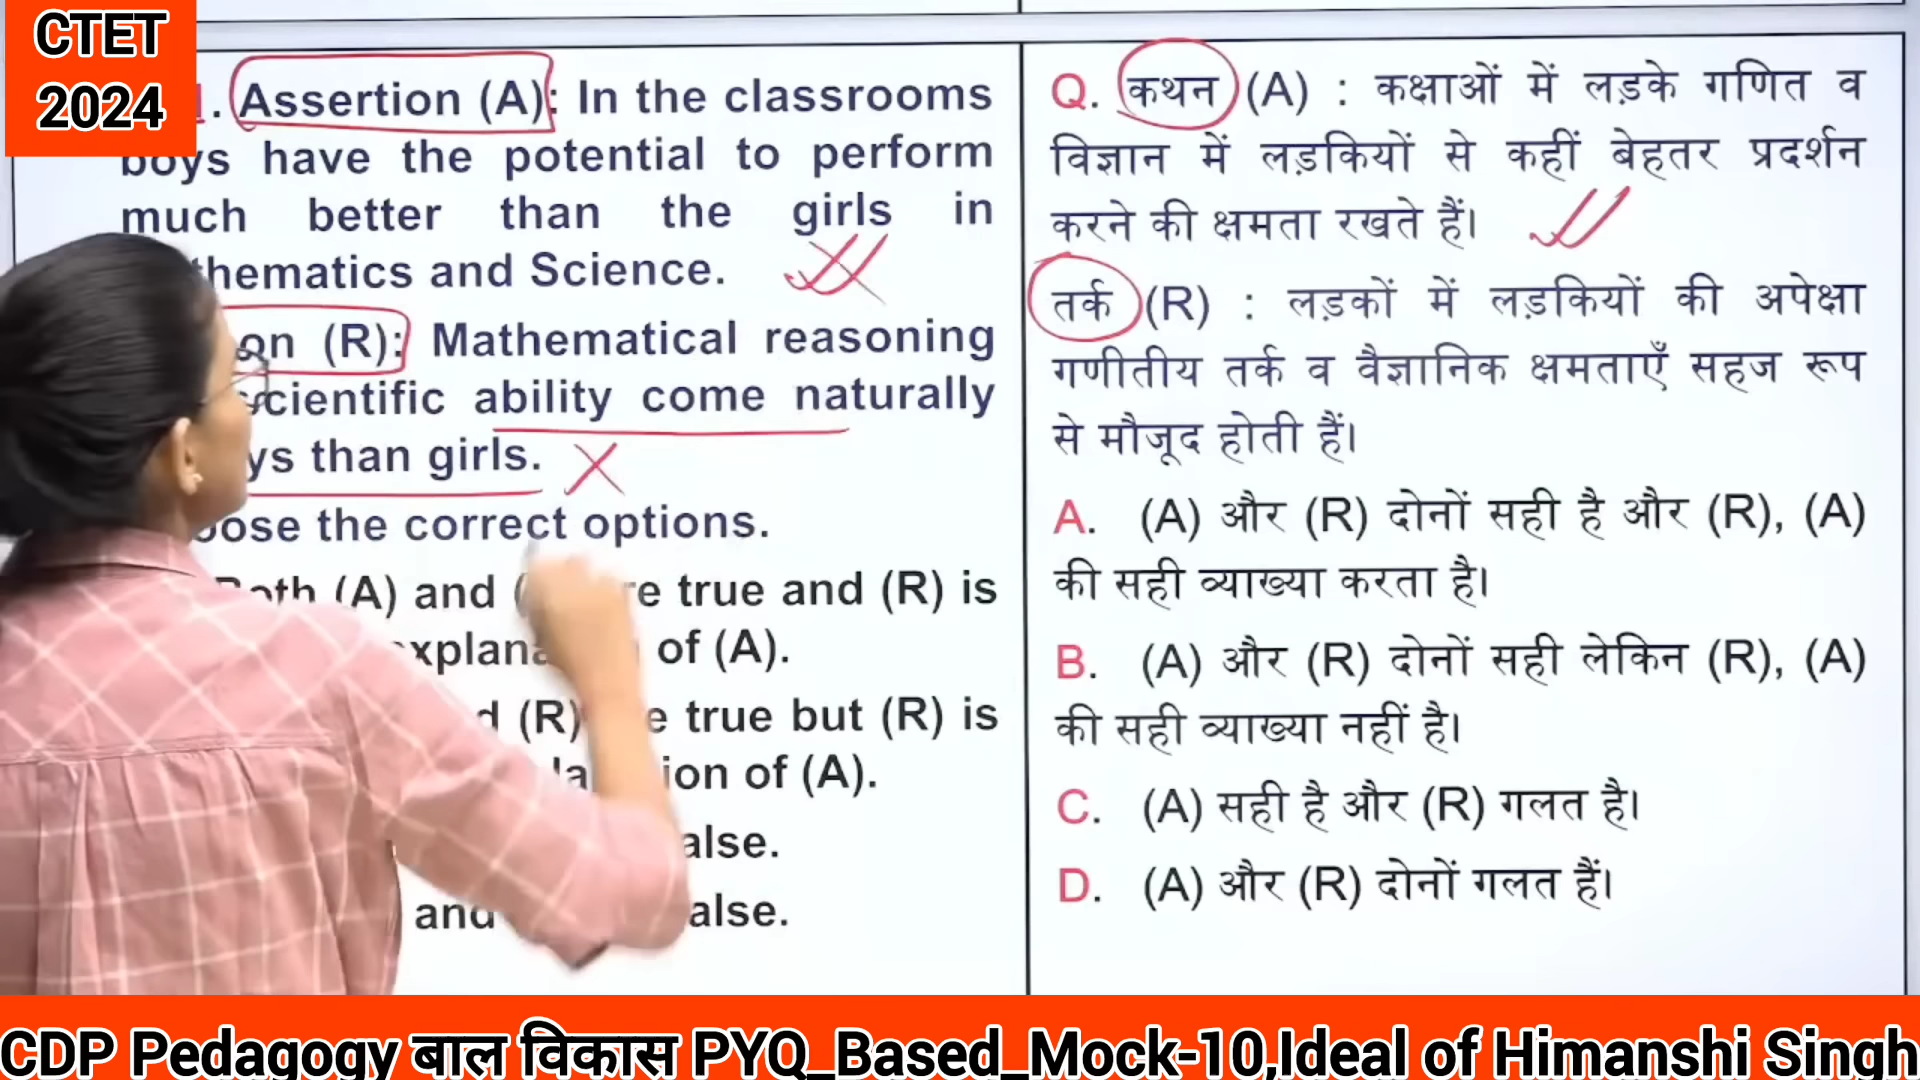 CTET
2024
. Assertion (A): In the classrooms
boys have the potential to perform
much better than the girls in
hematics and Science.
on (R): Mathematical reasoning
scientific ability come naturally
ys than girls.
ose the correct options.
Both (A) and re true and (R) is
of (A).
(R) e true but (R) is
ion of (A).
alse.
and alse.
Q. कथन (A) : कक्षाओं में लड़के गणित व
विज्ञान में लड़कियों से कहीं बेहतर प्रदर्शन
करने की क्षमता रखते हैं।
तर्क (R) : लड़कों में लड़कियों की अपेक्षा
गणीतीय तर्क व वैज्ञानिक क्षमताएँ सहज रूप
से मौजूद होती हैं।
A. (A) और (R) दोनों सही है और (R), (A)
की सही व्याख्या करता है।
B. (A) और (R) दोनों सही लेकिन (R), (A)
की सही व्याख्या नहीं है।
C. (A) सही है और (R) गलत है।
D. (A) और (R) दोनों गलत हैं।
CDP Pedagogy बाल विकास PYQ_Based_Mock-10,Ideal of Himanshi Singh